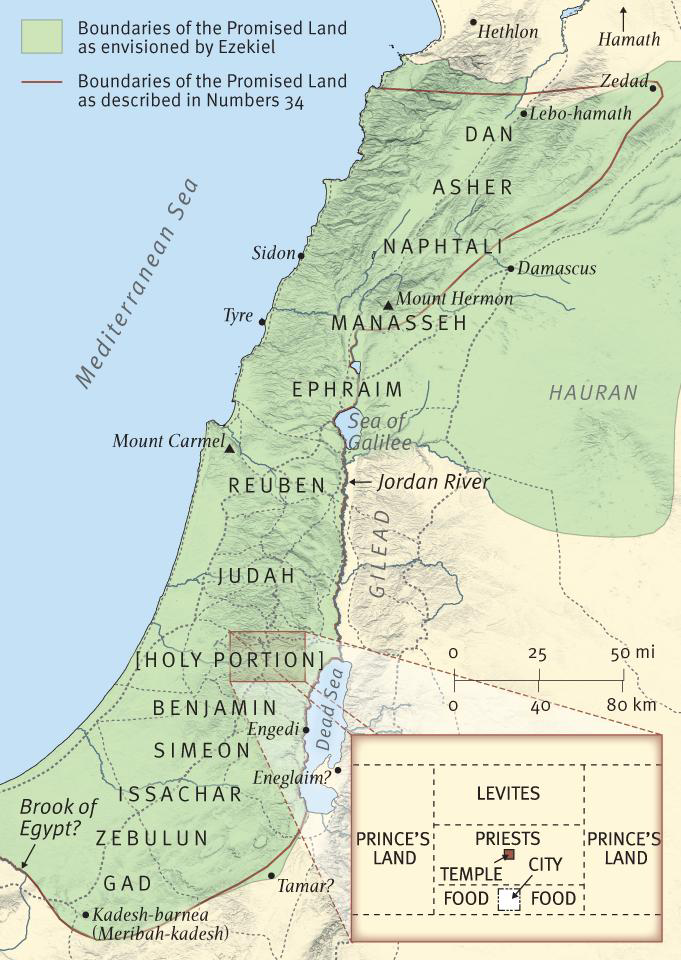 Boundaries of the Promised Land
as envisioned by Ezekiel
Boundaries of the Promised Land
as described in Numbers 34
Hethlon
Hamath
Zedad
Lebo-hamath
DAN
ASHER
NAPHTALI
Mediterranean Sea
Sidon
Damascus
Mount Hermon
Tyre
MANASSEH
EPHRAIM
HAURAN
Sea of
Galilee
Mount Carmel
REUBEN
Jordan River
GILEAD
JUDAH
0 25 50 mi
0 40 80 km
[HOLY PORTION]
BENJAMIN
Engedi
Dead Sea
SIMEON
Eneglaim?
ISSACHAR
Brook of
Egypt?
ZEBULUN
GAD
Tamar?
Kadesh-barnea
(Meribah-kadesh)
LEVITES
PRINCE'S
LAND
PRIESTS
PRINCE'S
LAND
TEMPLE
CITY
FOOD
FOOD